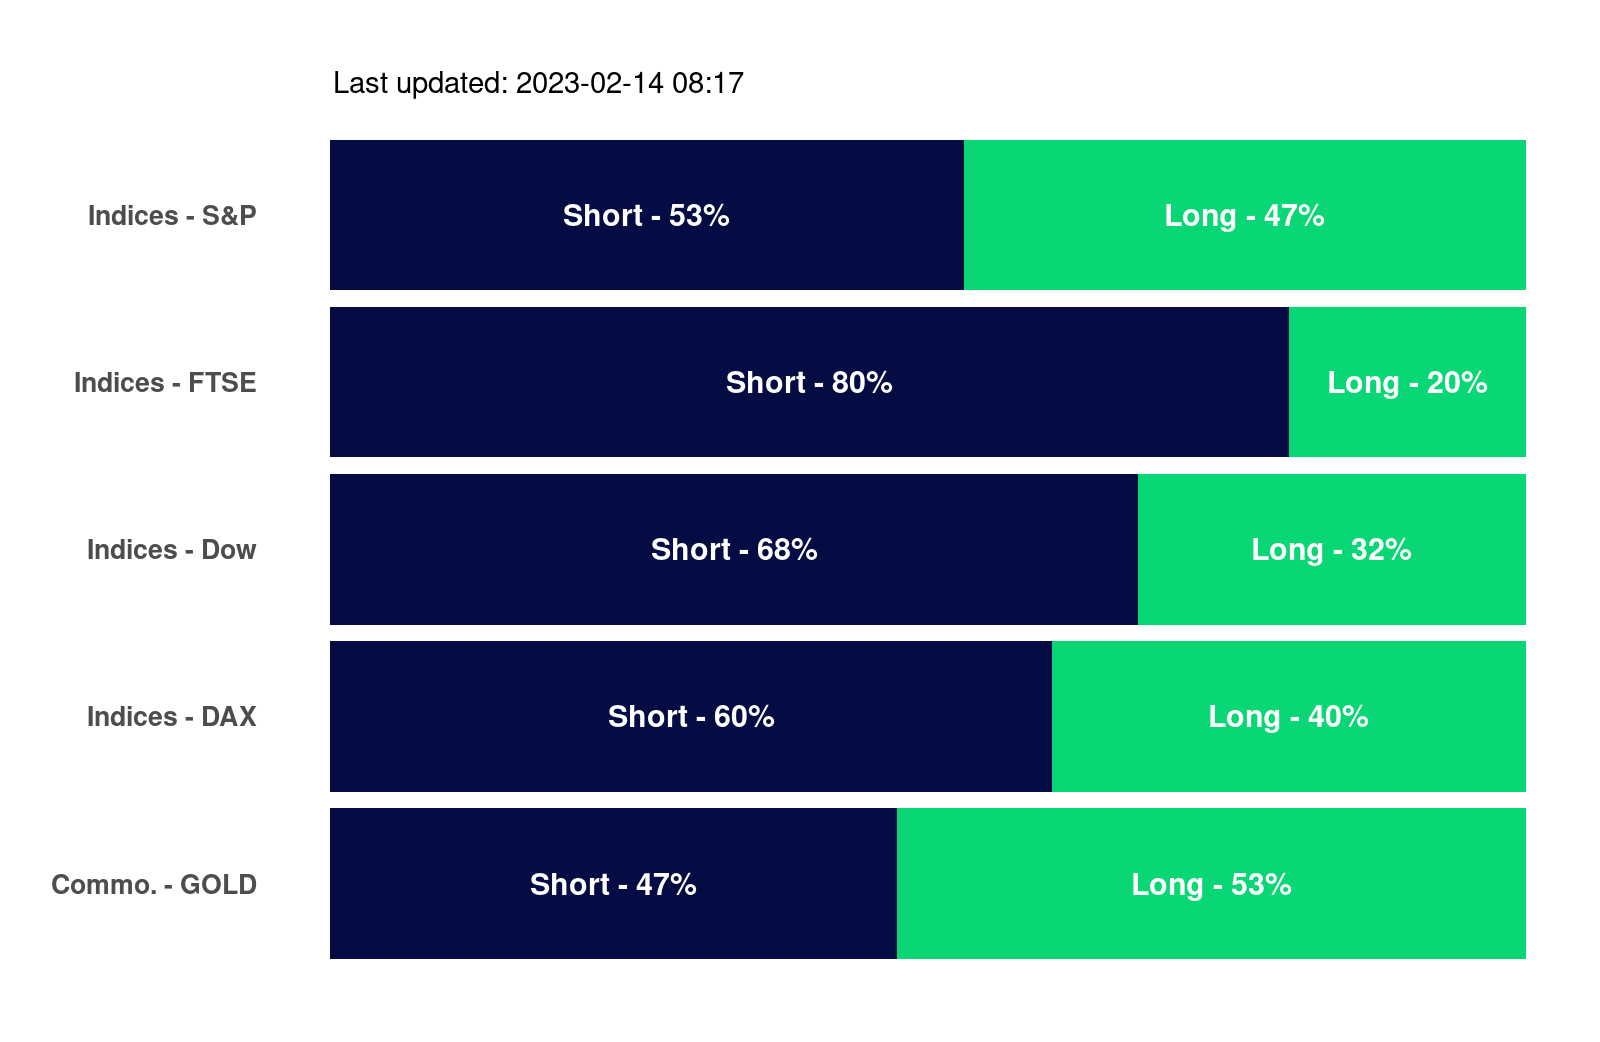 Last updated: 2023-02-14 08:17
Indices - S&P Short - 53% Long - 47%
Indices - FTSE Short - 80% Long - 20%
Indices - Dow Short - 68% Long - 32%
Indices - DAX Short - 60% Long - 40%
Commo. - GOLD Short - 47% Long - 53%